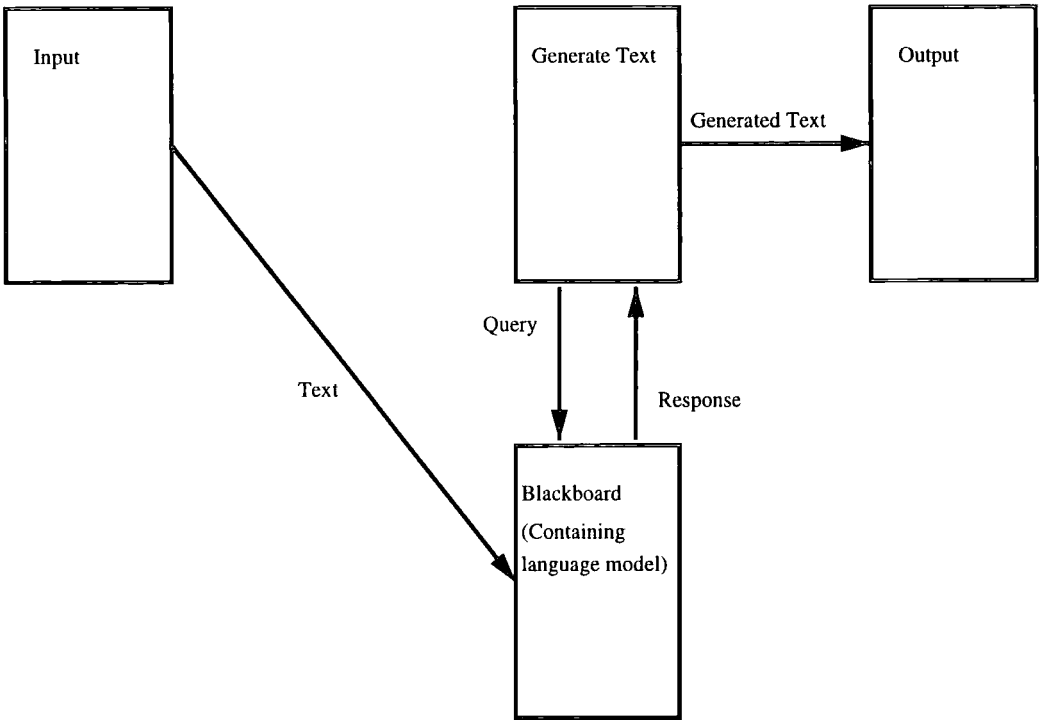 Input
Generate Text
Output
Generated Text
Query
Text
Response
Blackboard
(Containing
language model)